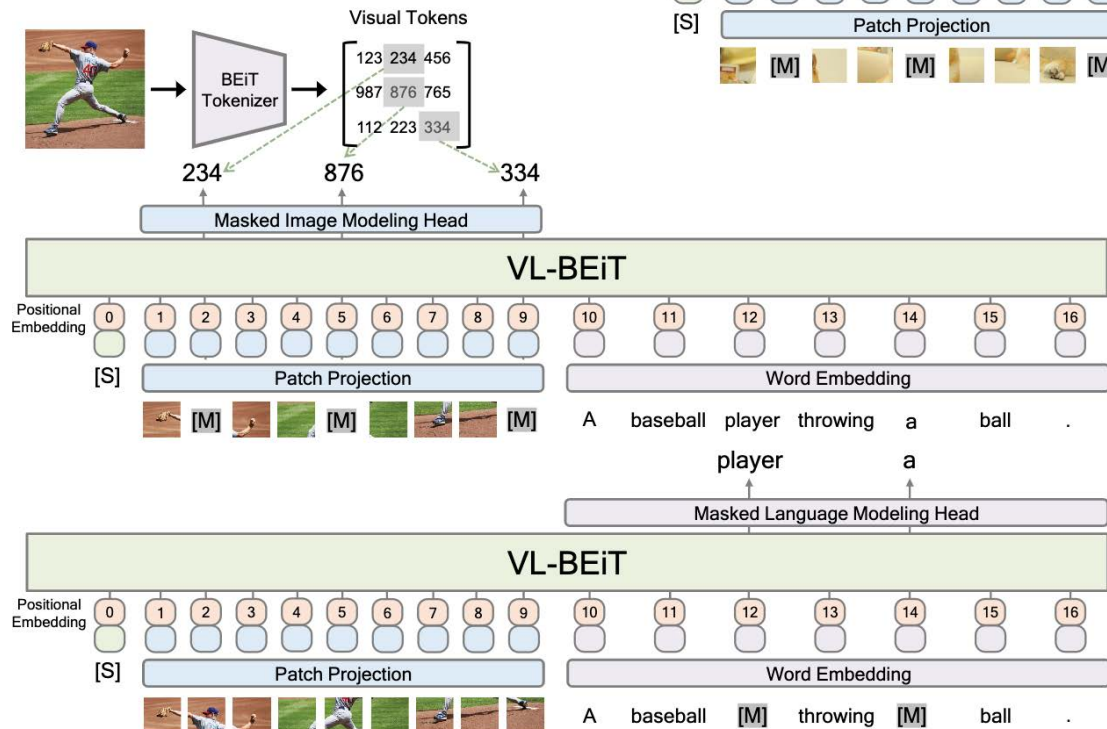 [S]
Patch Projection
[M] [M] [M
Visual Tokens
BEiT
Tokenizer
123 234 456
987 876 765
112 223 334
234 876 334
Masked Image Modeling Head
VL-BEiT
Positional
Embedding
0 1 2 3 4 5 6 7 8 9 10 11 12 13 14 15 16
[S]
Patch Projection
Word Embedding
[M] [M] [M]
A baseball player throwing a ball .
player a
Masked Language Modeling Head
VL-BEiT
Positional
Embedding
0 1 2 3 4 5 6 7 8 9 10 11 12 13 14 15 16
[S]
Patch Projection
Word Embedding
A baseball [M] throwing [M] ball .